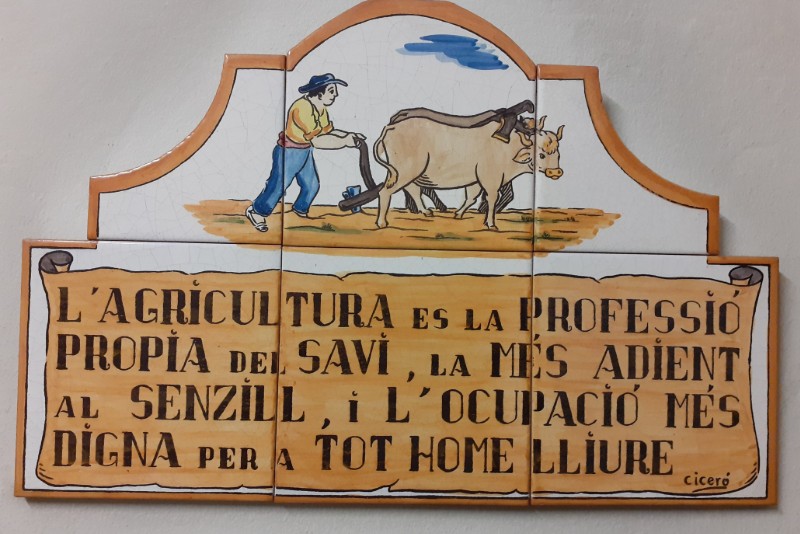 L'AGRICULTURA ES LA PROFESSIÓ
PROPIA DEL SAVI, LA MÉS ADIENT
AL SENZILL, I L'OCUPACIÓ MÉS
DIGNA PER A TOT HOME LLIURE
ciceró